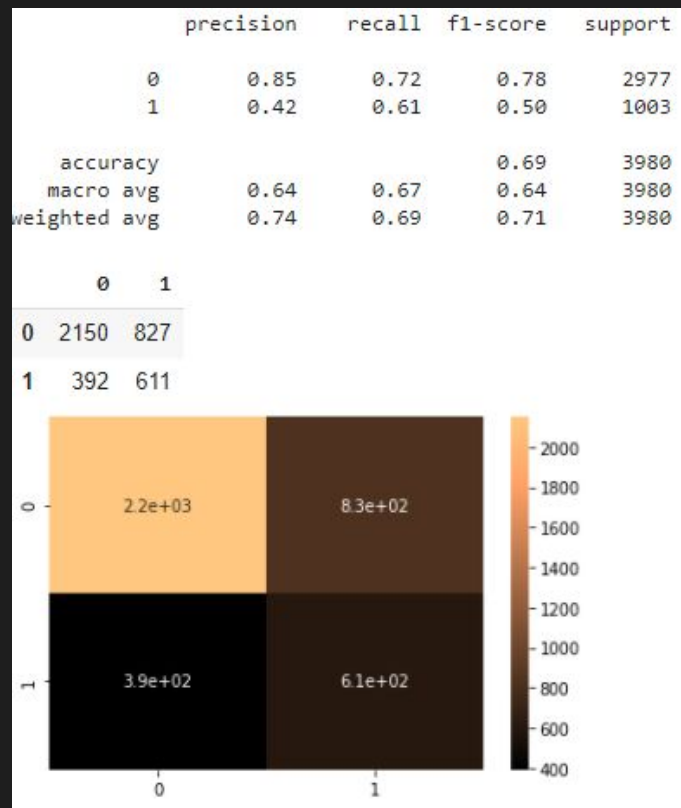 precision recall f1-score support
0 0.85 0.72 0.78 2977
1 0.42 0.61 0.50 1003
accuracy 0.69 3980
macro avg 0.64 0.67 0.64 3980
weighted avg 0.74 0.69 0.71 3980
0 1
0 2150 827
1 392 611
2000
1800
0 2.2e+03 8.3e+02
1600
1400
1200
1000
1 3.9e+02 6.1e+02
800
600
400
0 1